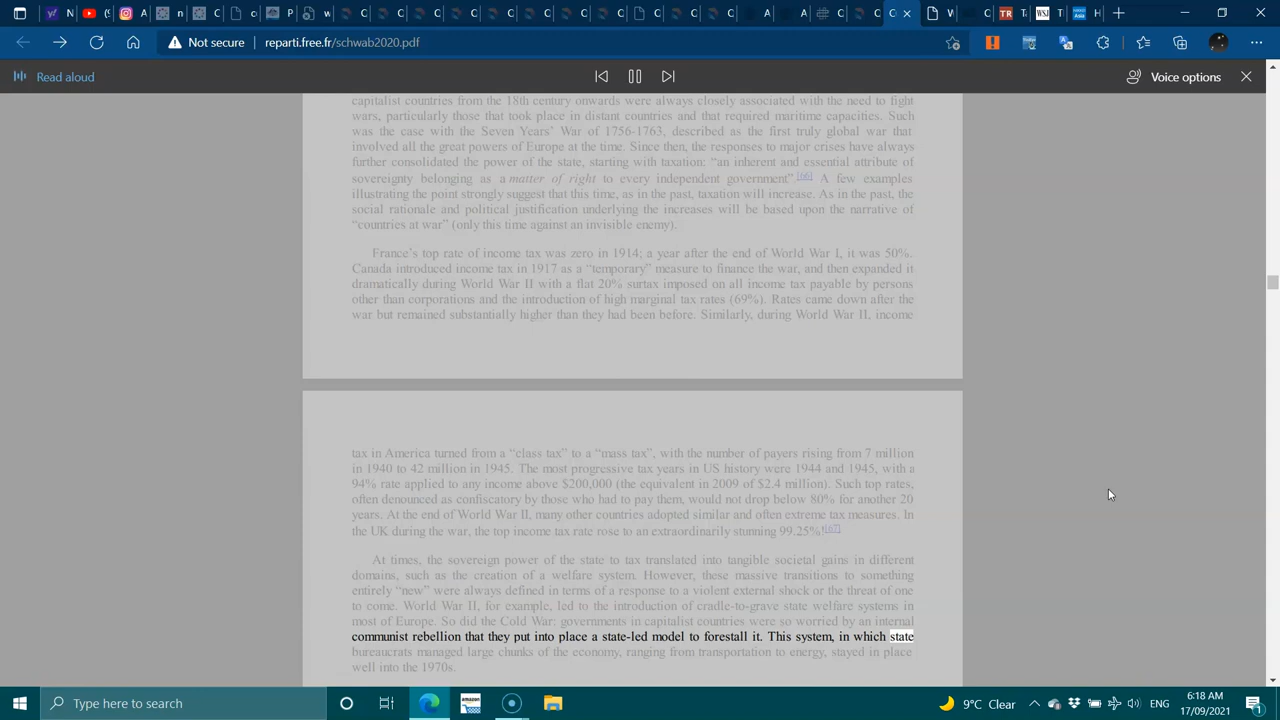 N
A
n
c
P
w
C
C
C
C
C
C
C
C
C
C
A
A
C
C
C
W
C
TR
T
WSJ
T
Asia
H
Not secure
reparti.free.fr/schwab2020.pdf
Read aloud
Voice options
capitalist countries from the 18th century onwards were always closely associated with the need to fight
wars, particularly those that took place in distant countries and that required maritime capacities. Such
was the case with the Seven Years’ War of 1756-1763, described as the first truly global war that
involved all the great powers of Europe at the time. Since then, the responses to major crises have always
further consolidated the power of the state, starting with taxation: “an inherent and essential attribute of
sovereignty belonging as a matter of right to every independent government”.[66] A few examples
illustrating the point strongly suggest that this time, as in the past, taxation will increase. As in the past, the
social rationale and political justification underlying the increases will be based upon the narrative of
“countries at war” (only this time against an invisible enemy).
France’s top rate of income tax was zero in 1914; a year after the end of World War I, it was 50%.
Canada introduced income tax in 1917 as a “temporary” measure to finance the war, and then expanded it
dramatically during World War II with a flat 20% surtax imposed on all income tax payable by persons
other than corporations and the introduction of high marginal tax rates (69%). Rates came down after the
war but remained substantially higher than they had been before. Similarly, during World War II, income
tax in America turned from a “class tax” to a “mass tax”, with the number of payers rising from 7 million
in 1940 to 42 million in 1945. The most progressive tax years in US history were 1944 and 1945, with a
94% rate applied to any income above $200,000 (the equivalent in 2009 of $2.4 million). Such top rates,
often denounced as confiscatory by those who had to pay them, would not drop below 80% for another 20
years. At the end of World War II, many other countries adopted similar and often extreme tax measures. In
the UK during the war, the top income tax rate rose to an extraordinarily stunning 99.25%![67]
At times, the sovereign power of the state to tax translated into tangible societal gains in different
domains, such as the creation of a welfare system. However, these massive transitions to something
entirely “new” were always defined in terms of a response to a violent external shock or the threat of one
to come. World War II, for example, led to the introduction of cradle-to-grave state welfare systems in
most of Europe. So did the Cold War: governments in capitalist countries were so worried by an internal
communist rebellion that they put into place a state-led model to forestall it. This system, in which state
bureaucrats managed large chunks of the economy, ranging from transportation to energy, stayed in place
well into the 1970s.
Type here to search
amazon
9°C Clear
ENG
6:18 AM
17/09/2021
1